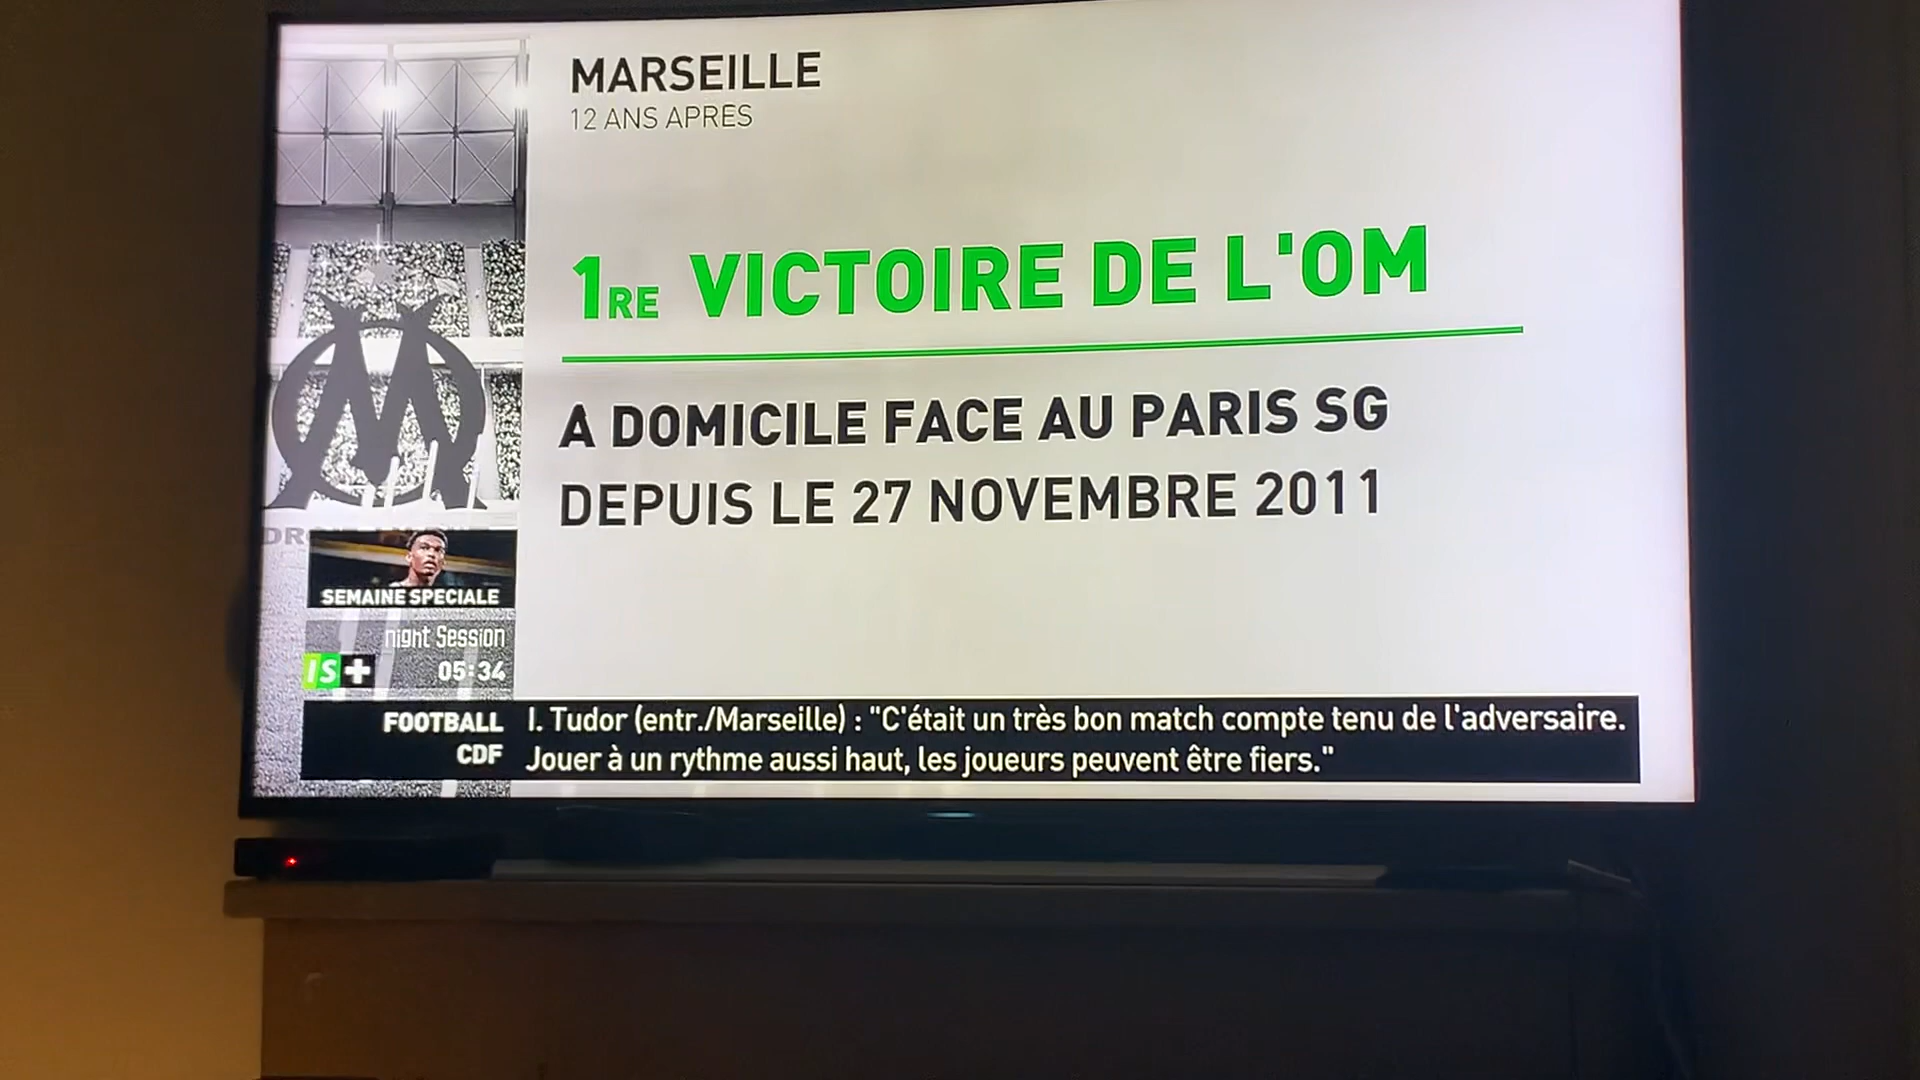 MARSEILLE
12 ANS APRES
1RE VICTOIRE DE L'OM
A DOMICILE FACE AU PARIS SG
DEPUIS LE 27 NOVEMBRE 2011
SEMAINE SPECIALE
night Session
IS+ 05:34
FOOTBALL
CDF
I. Tudor (entr./Marseille) : "C'était un très bon match compte tenu de l'adversaire.
Jouer à un rythme aussi haut, les joueurs peuvent être fiers."